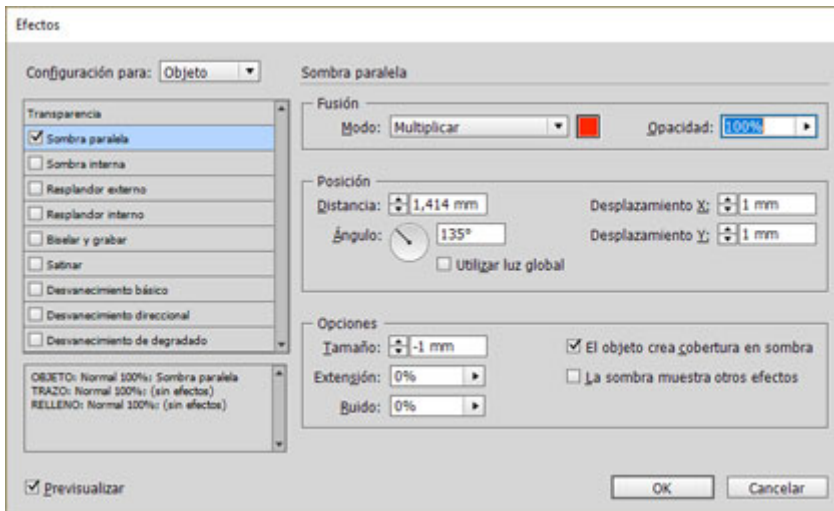 Efectos
Configuración para: Objeto
Transparencia
Sombra paralela
Sombra interna
Resplandor externo
Resplandor interno
Biselar y grabar
Satinar
Desvanecimiento básico
Desvanecimiento direccional
Desvanecimiento de degradado
OBJETO: Normal 100%; Sombra paralela
TRAZO: Normal 100%; (sin efectos)
RELLENO: Normal 100%; (sin efectos)
Previsualizar
Sombra paralela
Fusión
Modo: Multiplicar Opacidad: 100%
Posición
Distancia: 1,414 mm Desplazamiento X: 1 mm
Ángulo: 135° Desplazamiento Y: 1 mm
Utilizar luz global
Opciones
Tamaño: -1 mm El objeto crea cobertura en sombra
Extensión: 0% La sombra muestra otros efectos
Ruido: 0%
OK Cancelar